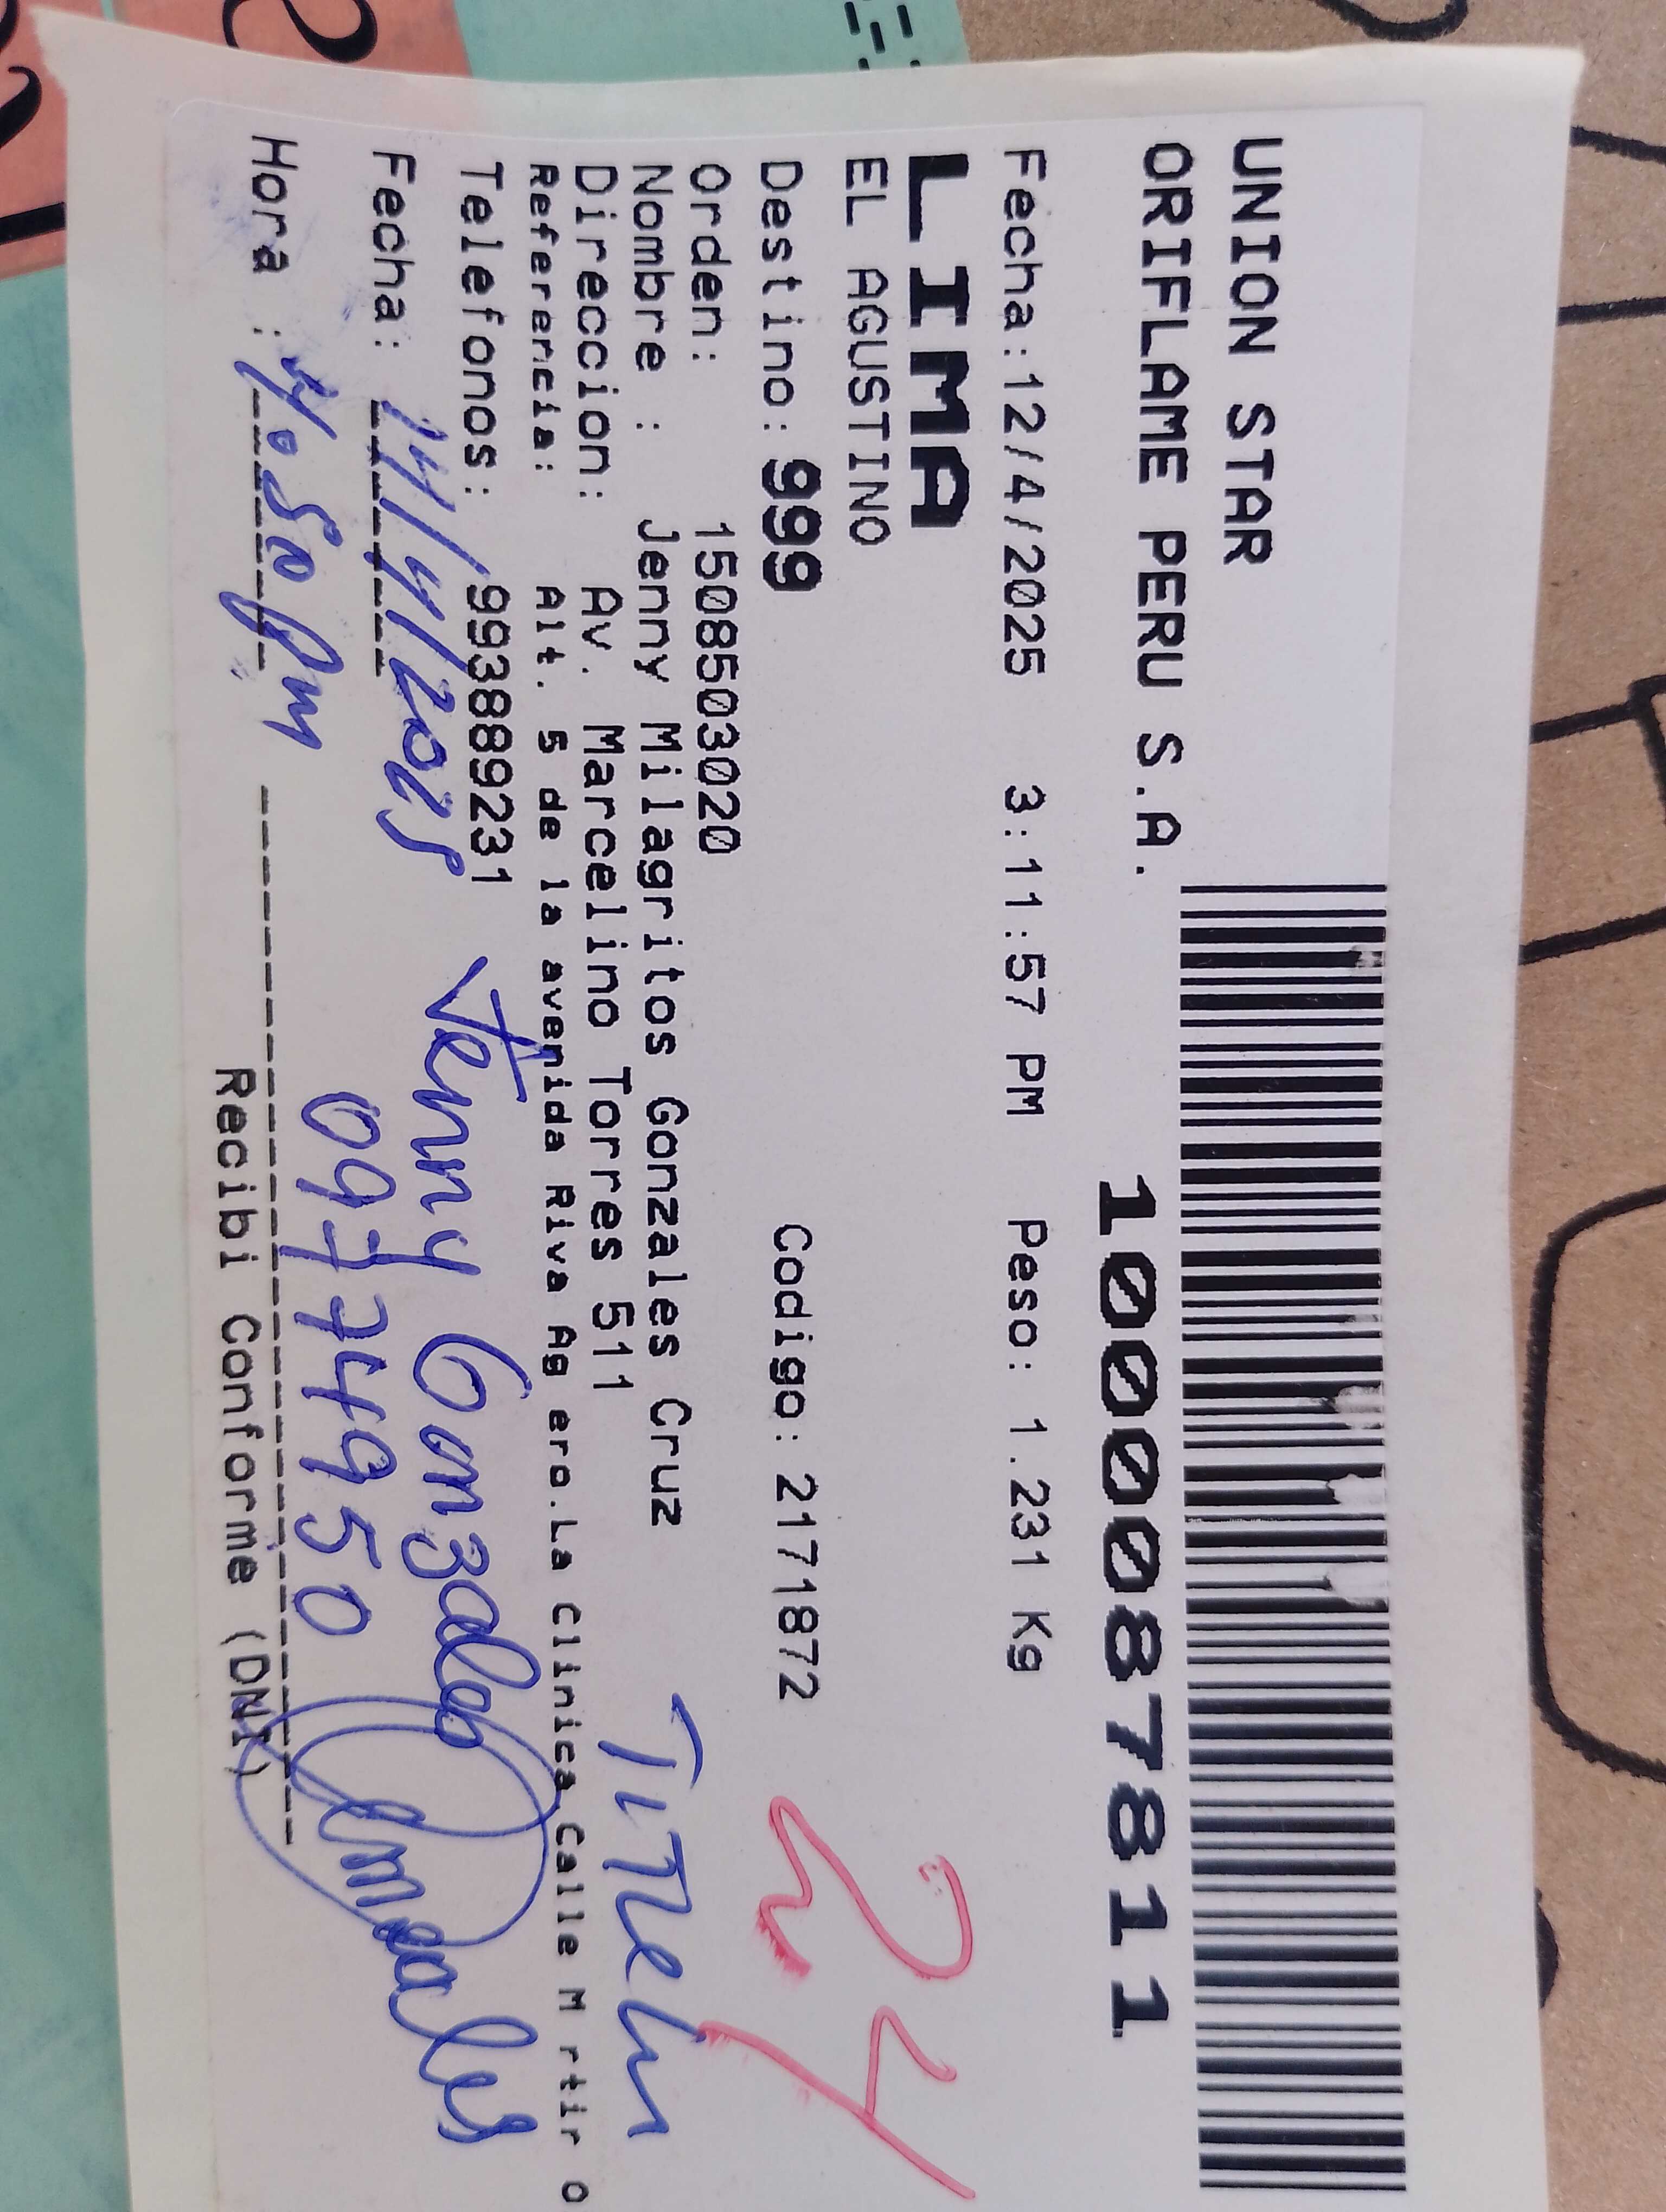 UNION STAR
ORIFLAME PERU S.A.
1000087811
Fecha:12/4/2025 3:11:57 PM Peso: 1.231 Kg
LIMA
EL AGUSTINO
24
Destino: 999 Codigo: 2171872
Orden: 1508503020
Nombre : Jenny Milagritos Gonzales Cruz
Direccion: Av. Marcelino Torres 511
Referencia: Alt. 5 de la avenida Riva Ag ero.La Clinica.Calle M rtir o
Telefonos: 993889231
Fecha: 14/4/2025 Jenny Gonzales
Hora : 4:50 pm 09774950
Recibi Conforme (DNI)